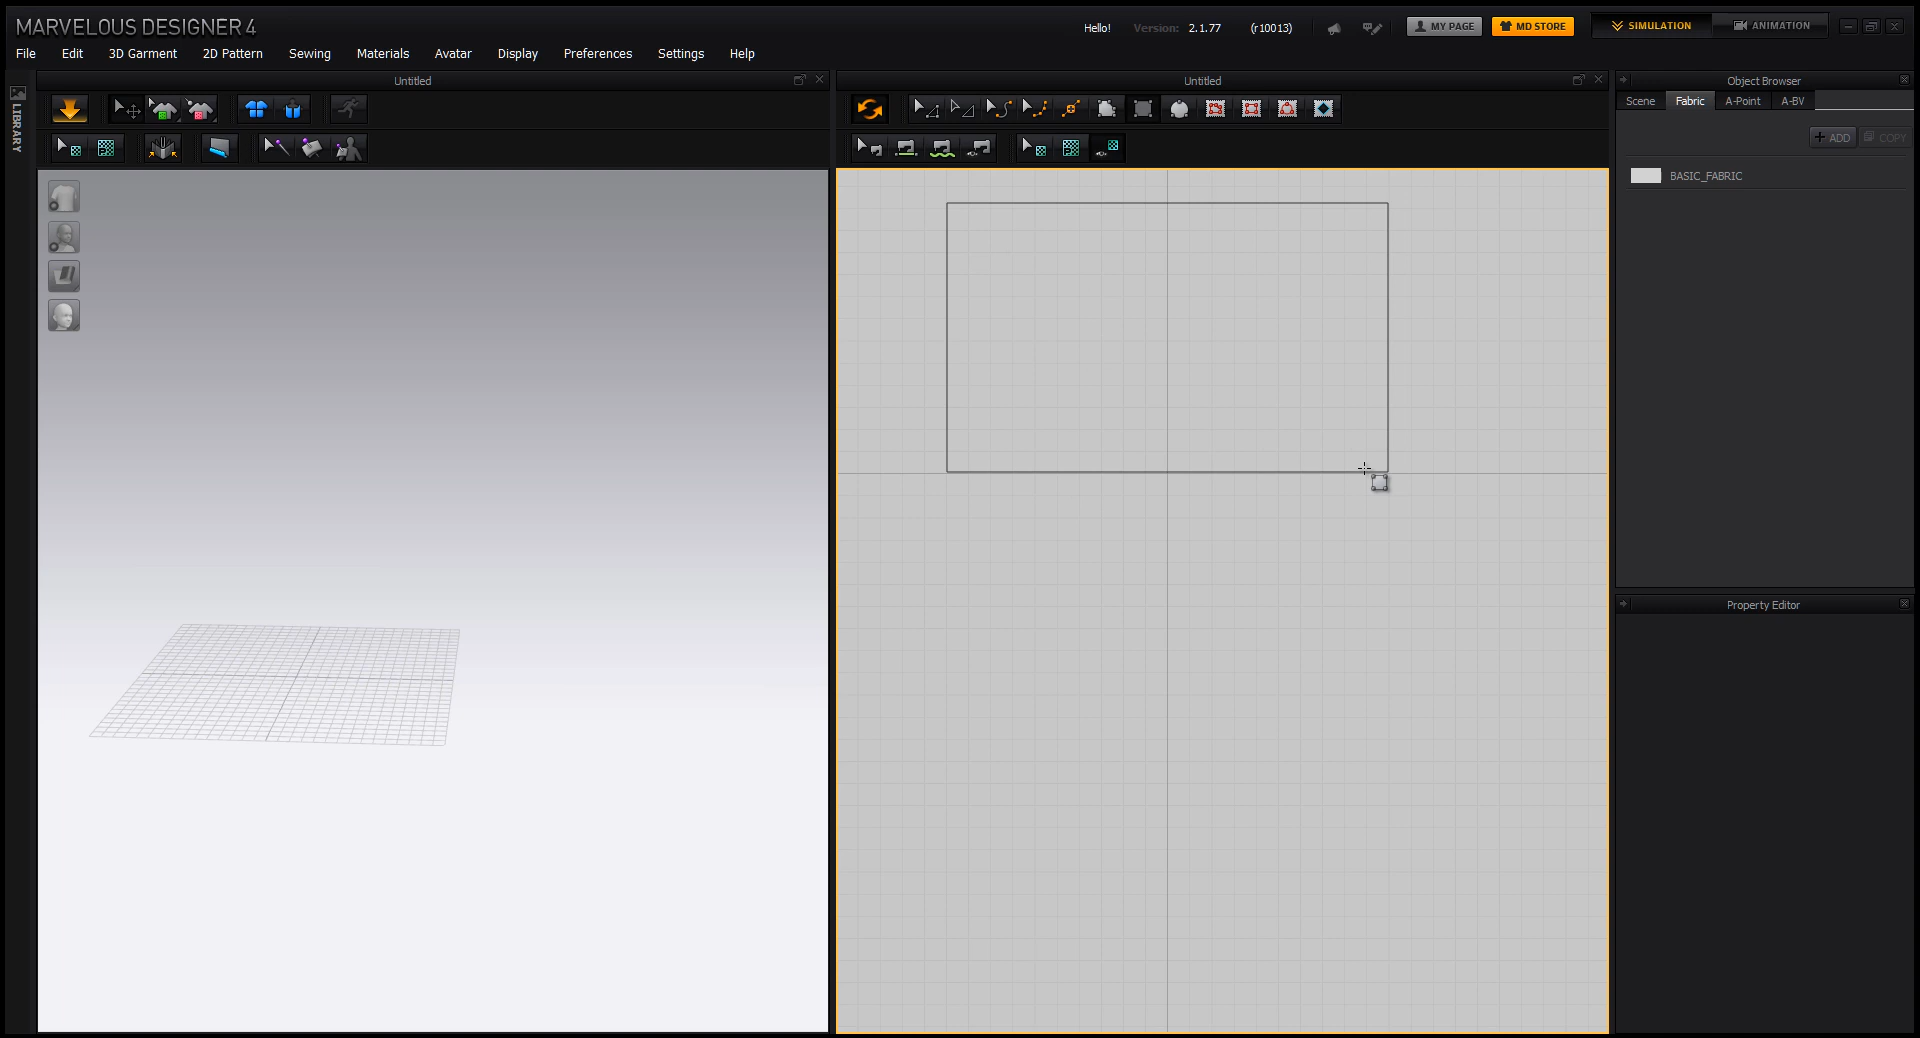 MARVELOUS DESIGNER 4
Hello!
Version: 2.1.77 (r10013)
MY PAGE
MD STORE
SIMULATION
ANIMATION
File Edit 3D Garment 2D Pattern Sewing Materials Avatar Display Preferences Settings Help
LIBRARY
Untitled
Untitled
Object Browser
Scene Fabric A-Point A-BV
+ ADD
COPY
BASIC_FABRIC
Property Editor